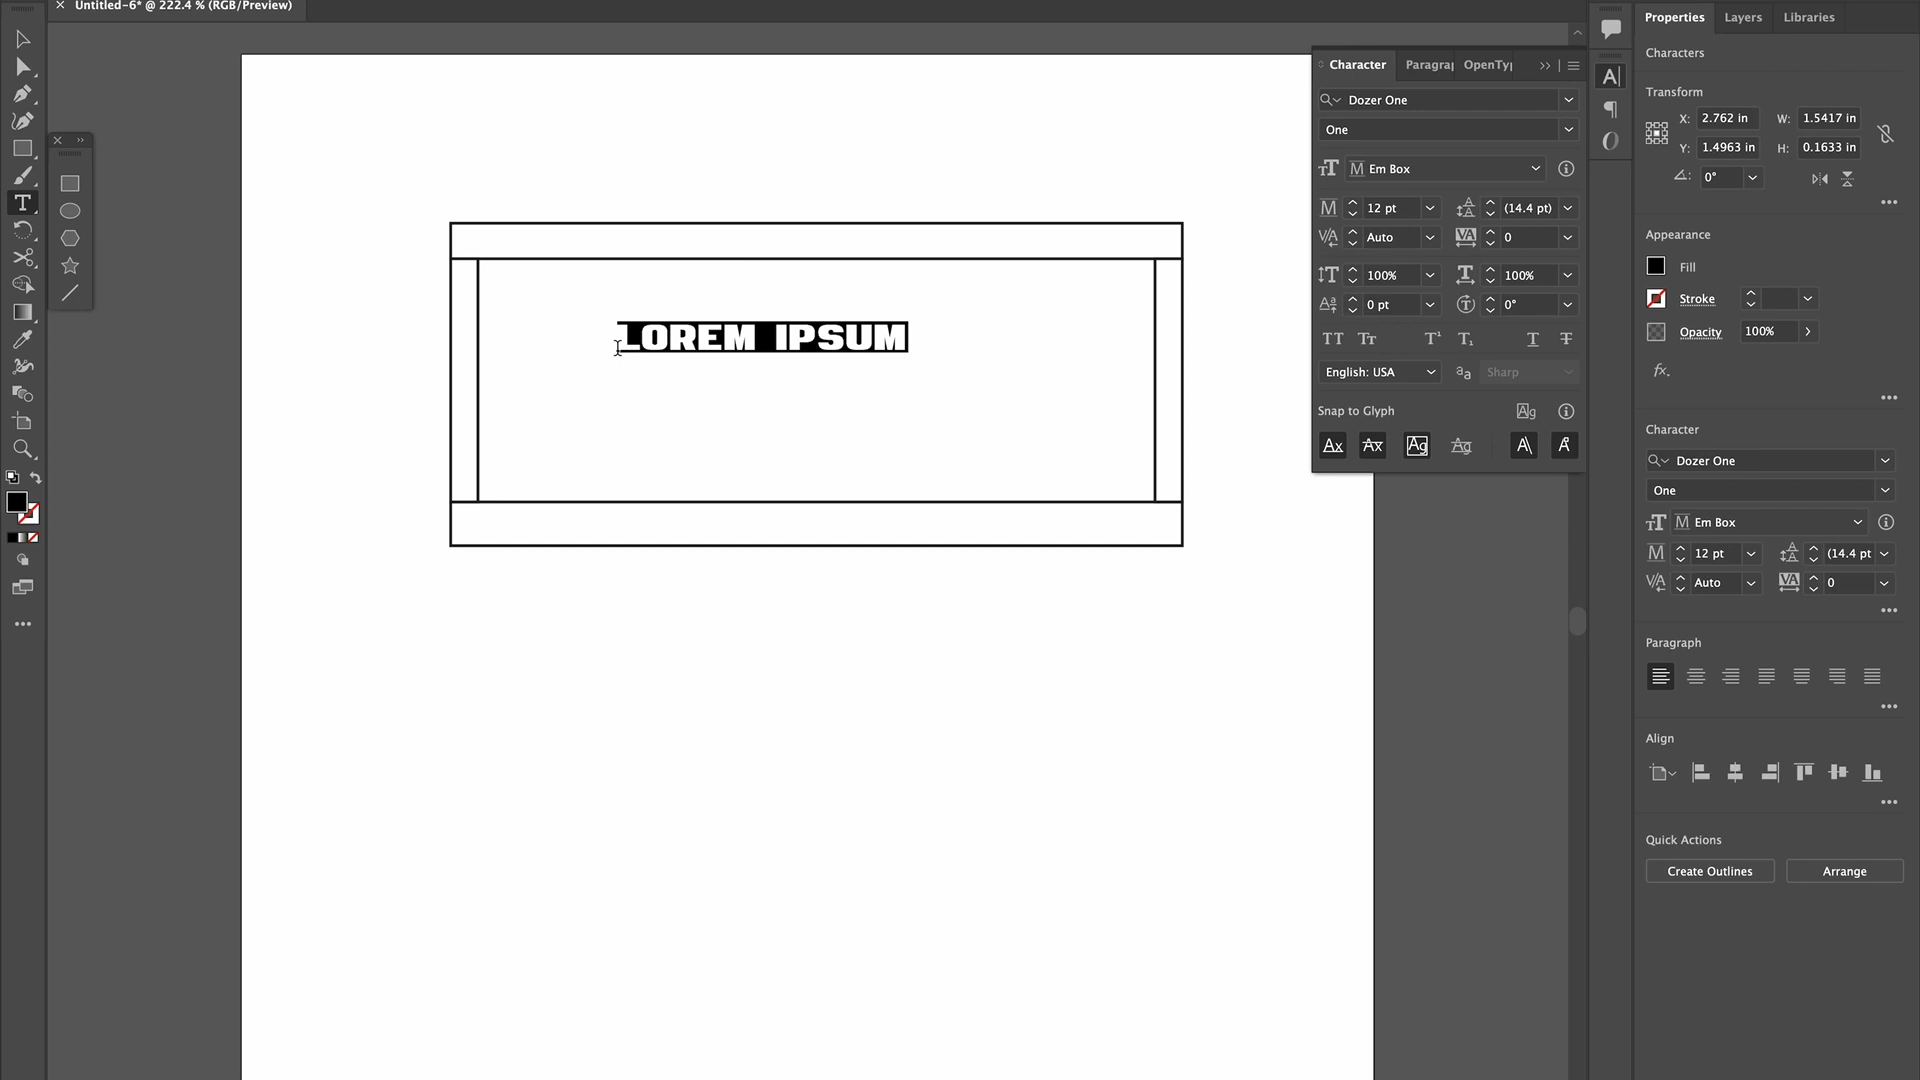 × Untitled-6* @ 222.4 % (RGB/Preview)
LOREM IPSUM
Character Paragra OpenTy
Dozer One
One
Em Box
12 pt (14.4 pt)
Auto 0
100% 100%
0 pt 0°
English: USA Sharp
Snap to Glyph
Properties Layers Libraries
Characters
Transform
X: 2.762 in W: 1.5417 in
Y: 1.4963 in H: 0.1633 in
0°
Appearance
Fill
Stroke
Opacity 100%
fx.
Character
Dozer One
One
Em Box
12 pt (14.4 pt
Auto 0
Paragraph
Align
Quick Actions
Create Outlines Arrange